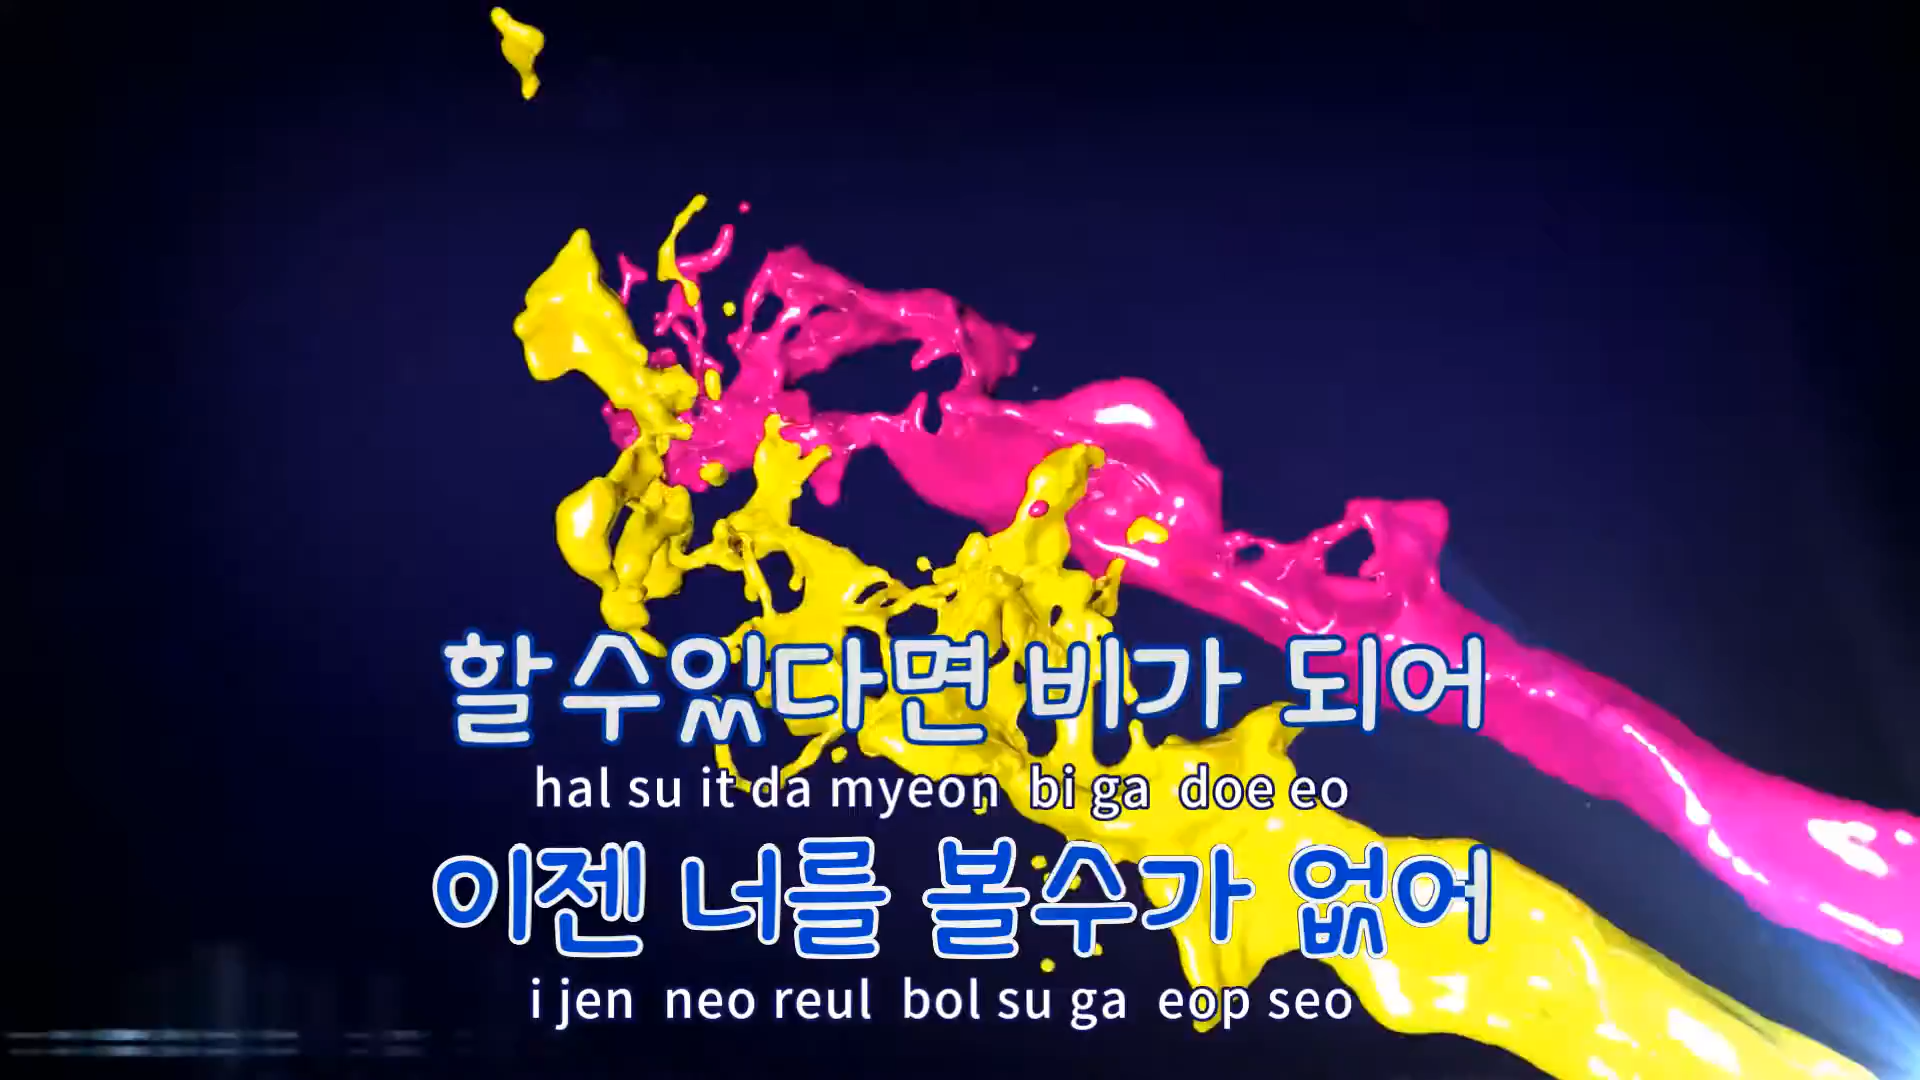 할수있다면 비가 되어
hal su it da myeon bi ga doe eo
이젠 너를 볼수가 없어
i jen neo reul bol su ga eop seo